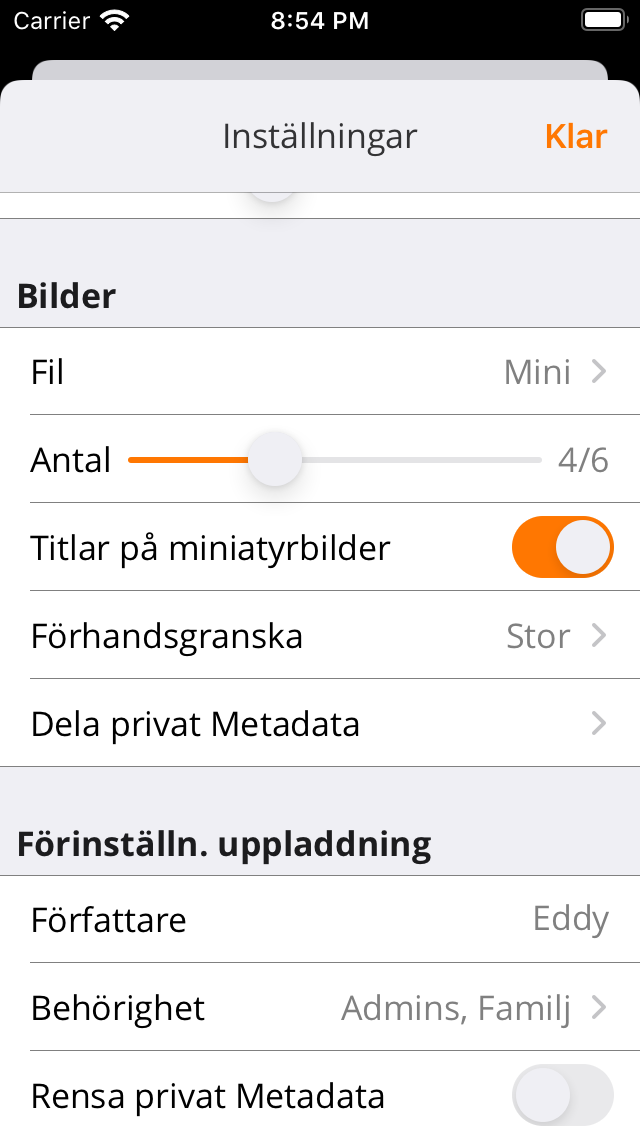 Carrier 8:54 PM
Inställningar Klar
Bilder
Fil Mini
Antal 4/6
Titlar på miniatyrbilder
Förhandsgranska Stor
Dela privat Metadata
Förinställn. uppladdning
Författare Eddy
Behörighet Admins, Familj
Rensa privat Metadata